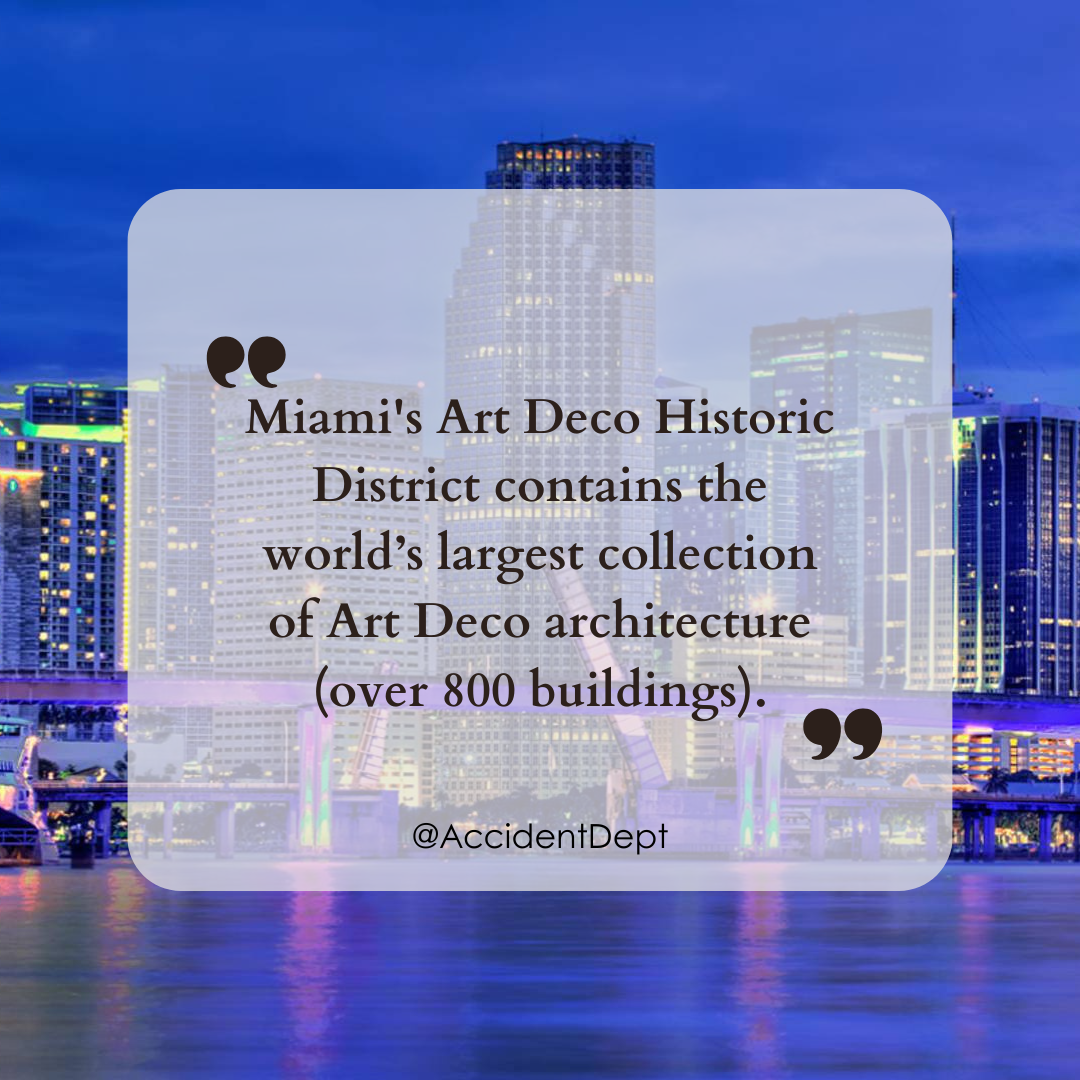 ❜❜
Miami's Art Deco Historic
District contains the
world’s largest collection
of Art Deco architecture
(over 800 buildings).
❜❜
@AccidentDept